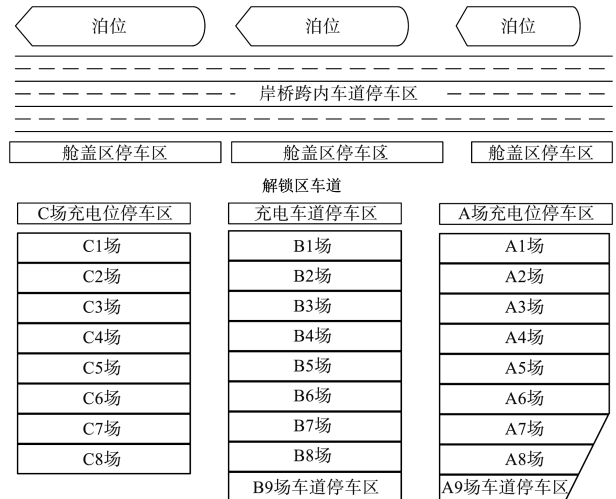 泊位 泊位 泊位
岸桥跨内车道停车区
舱盖区停车区 舱盖区停车区 舱盖区停车区
解锁区车道
C场充电位停车区 充电车道停车区 A场充电位停车区
C1场 B1场 A1场
C2场 B2场 A2场
C3场 B3场 A3场
C4场 B4场 A4场
C5场 B5场 A5场
C6场 B6场 A6场
C7场 B7场 A7场
C8场 B8场 A8场
B9场车道停车区 A9场车道停车区